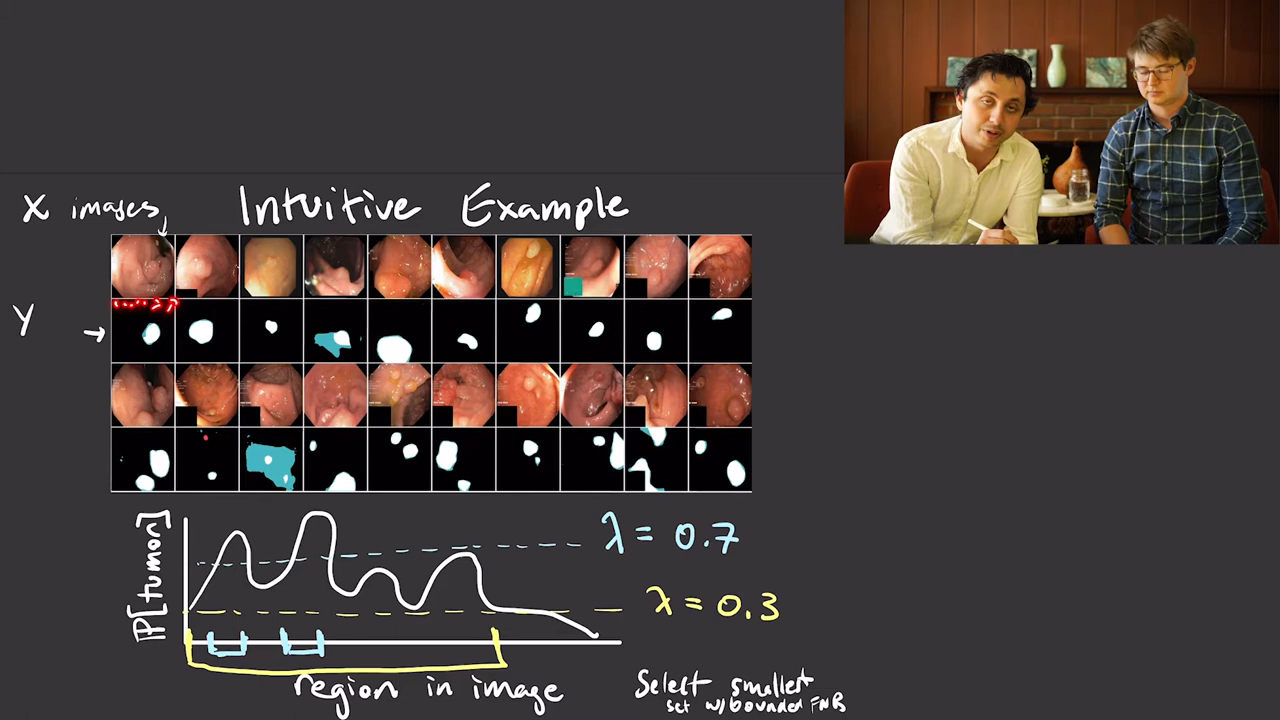 Intuitive Example
X images
Y
P[tumor]
λ = 0.7
λ = 0.3
region in image
Select smallest
set w/bounded FNR